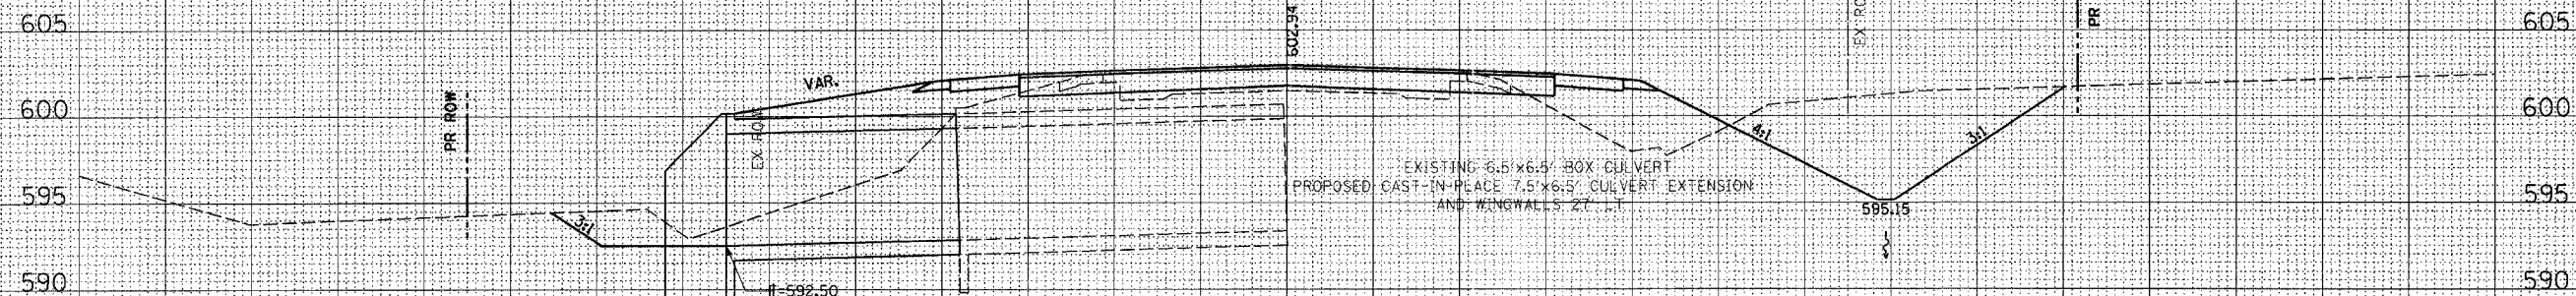 605
602.94
EX RO
PR
605
600
PR ROW
VAR.
EX ROW
4:1
3:1
600
EXISTING 6.5'x6.5' BOX CULVERT
PROPOSED CAST-IN-PLACE 7.5'x6.5' CULVERT EXTENSION
AND WINGWALLS 27' LT
595
3:1
595.15
595
590
592.50
590